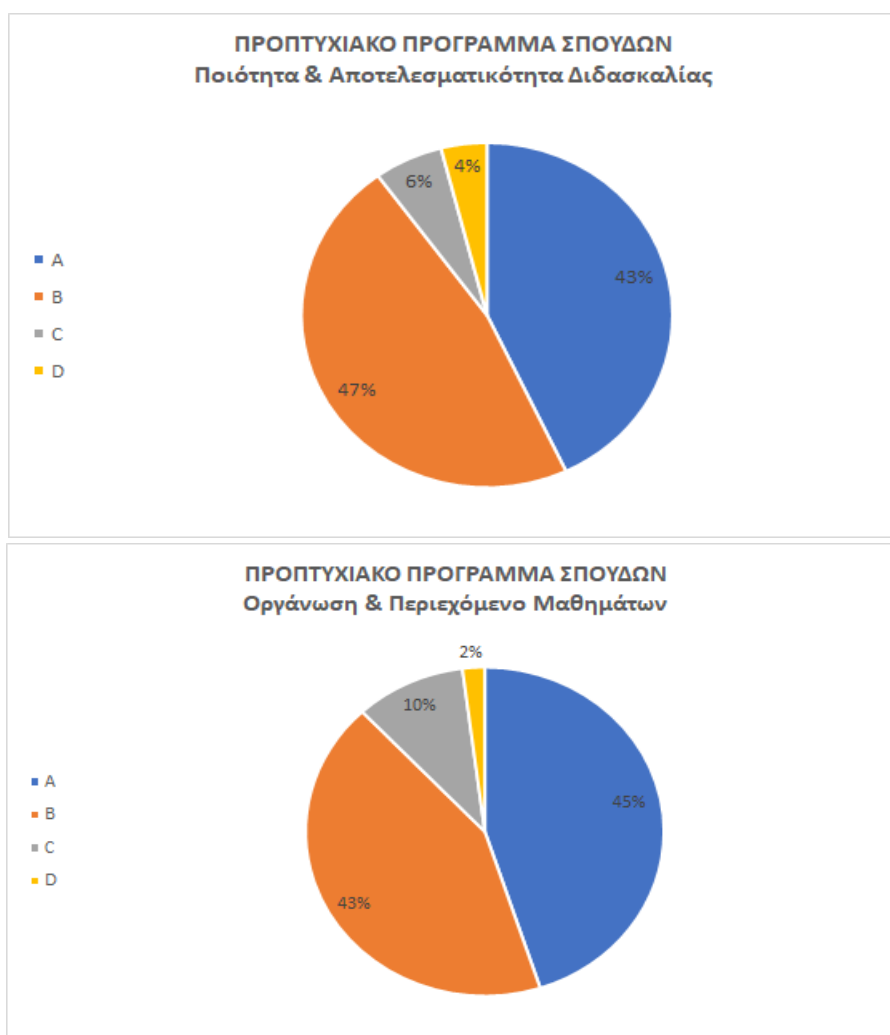 ΠΡΟΠΤΥΧΙΑΚΟ ΠΡΟΓΡΑΜΜΑ ΣΠΟΥΔΩΝ
Ποιότητα & Αποτελεσματικότητα Διδασκαλίας
4%
6%
43%
A
B
C
D
47%
ΠΡΟΠΤΥΧΙΑΚΟ ΠΡΟΓΡΑΜΜΑ ΣΠΟΥΔΩΝ
Οργάνωση & Περιεχόμενο Μαθημάτων
2%
10%
45%
A
B
C
D
43%